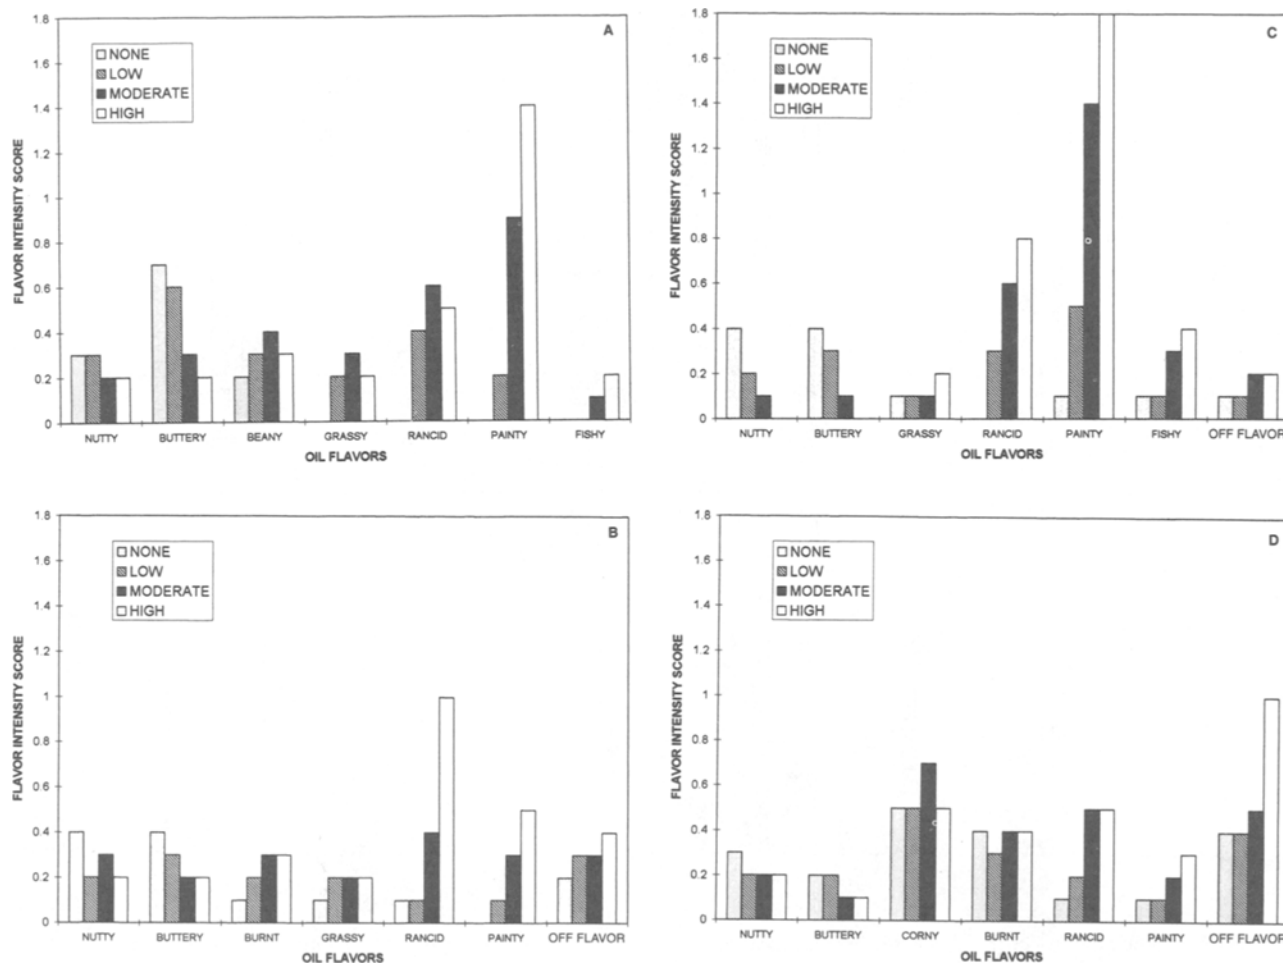 A
NONE
LOW
MODERATE
HIGH
FLAVOR INTENSITY SCORE
1.8
1.6
1.4
1.2
1
0.8
0.6
0.4
0.2
0
NUTTY BUTTERY BEANY GRASSY RANCID PAINTY FISHY
OIL FLAVORS
C
NONE
LOW
MODERATE
HIGH
FLAVOR INTENSITY SCORE
1.8
1.6
1.4
1.2
1
0.8
0.6
0.4
0.2
0
NUTTY BUTTERY GRASSY RANCID PAINTY FISHY OFF FLAVOR
OIL FLAVORS
B
NONE
LOW
MODERATE
HIGH
FLAVOR INTENSITY SCORE
1.8
1.6
1.4
1.2
1
0.8
0.6
0.4
0.2
0
NUTTY BUTTERY BURNT GRASSY RANCID PAINTY OFF FLAVOR
OIL FLAVORS
D
NONE
LOW
MODERATE
HIGH
FLAVOR INTENSITY SCORE
1.8
1.6
1.4
1.2
1
0.8
0.6
0.4
0.2
0
NUTTY BUTTERY CORNY BURNT RANCID PAINTY OFF FLAVOR
OIL FLAVORS